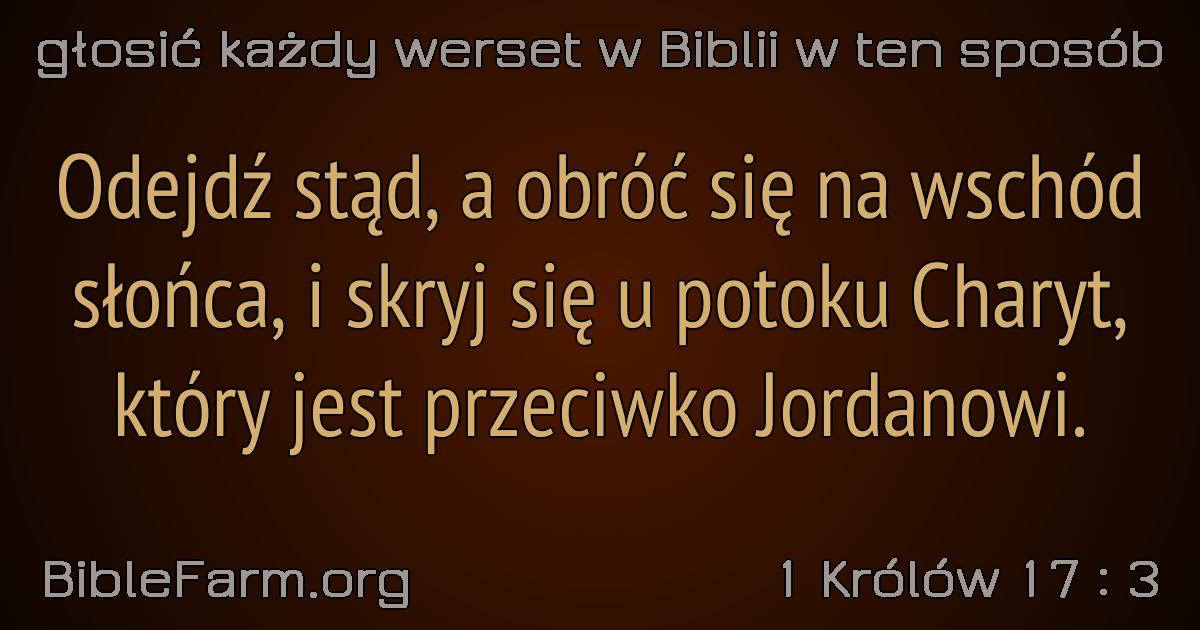 głosić każdy werset w Biblii w ten sposób
Odejdź stąd, a obróć się na wschód
słońca, i skryj się u potoku Charyt,
który jest przeciwko Jordanowi.
BibleFarm.org
1 Królów 17 : 3